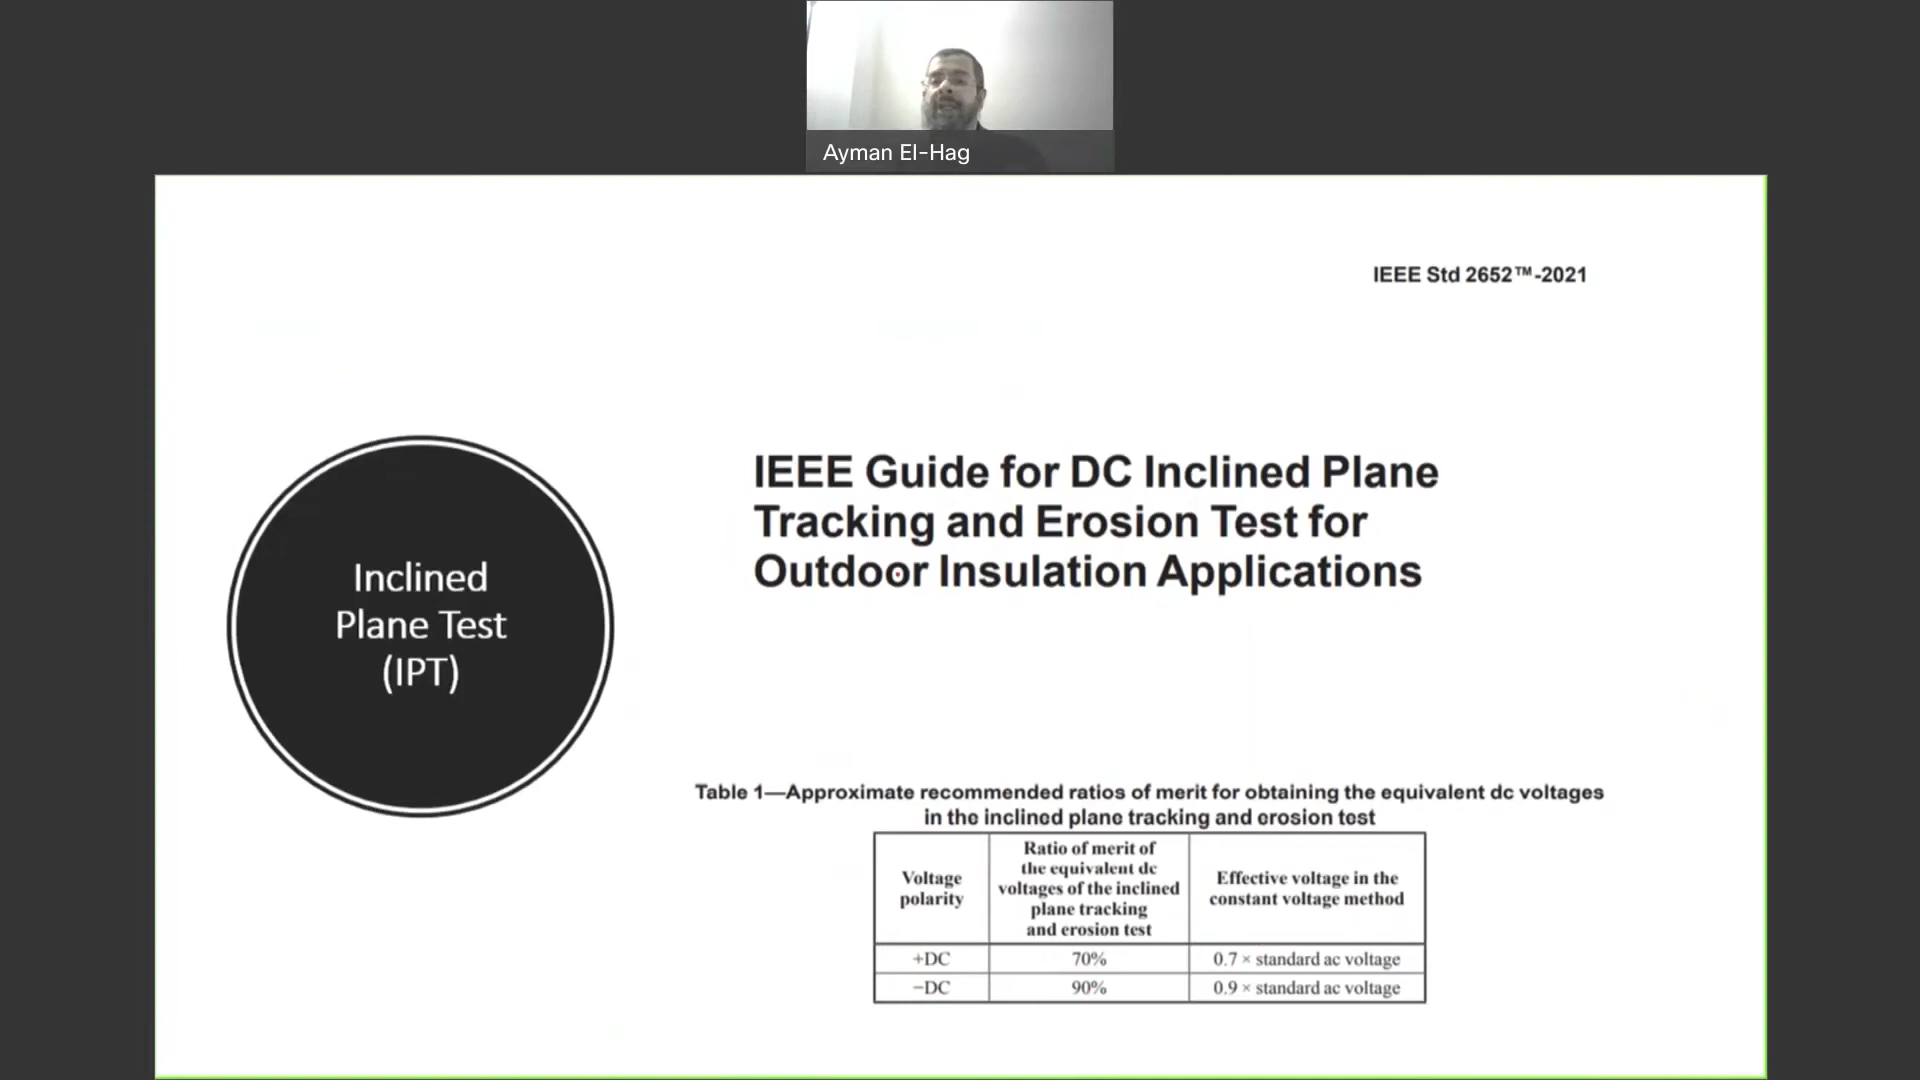 Ayman El-Hag
IEEE Std 2652™-2021
Inclined
Plane Test
(IPT)
IEEE Guide for DC Inclined Plane
Tracking and Erosion Test for
Outdoor Insulation Applications
Table 1—Approximate recommended ratios of merit for obtaining the equivalent dc voltages
in the inclined plane tracking and erosion test
Voltage
polarity
Ratio of merit of
the equivalent dc
voltages of the inclined
plane tracking
and erosion test
Effective voltage in the
constant voltage method
+DC 70% 0.7 × standard ac voltage
−DC 90% 0.9 × standard ac voltage